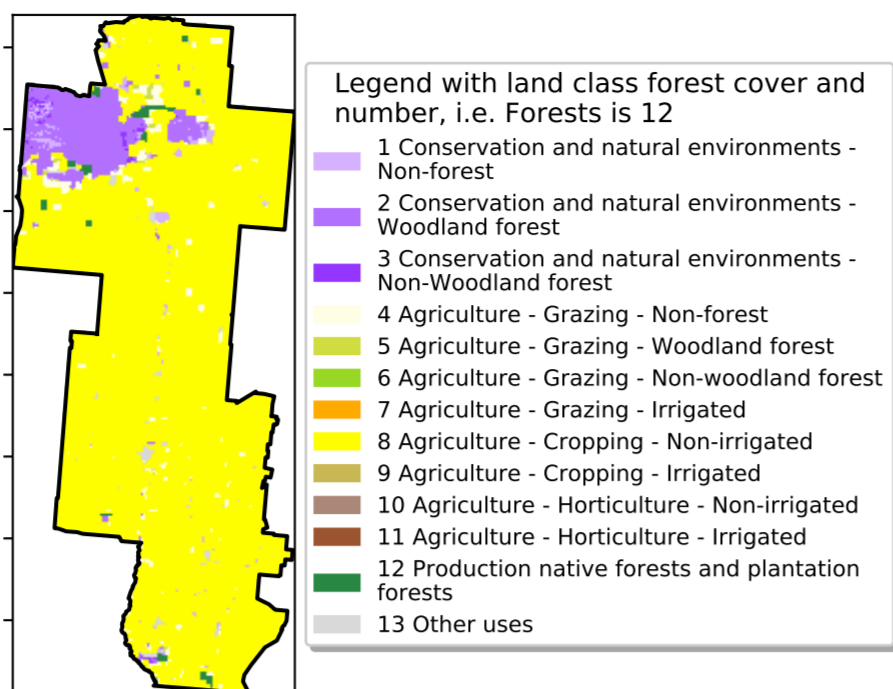 Legend with land class forest cover and
number, i.e. Forests is 12
1 Conservation and natural environments -
Non-forest
2 Conservation and natural environments -
Woodland forest
3 Conservation and natural environments -
Non-Woodland forest
4 Agriculture - Grazing - Non-forest
5 Agriculture - Grazing - Woodland forest
6 Agriculture - Grazing - Non-woodland forest
7 Agriculture - Grazing - Irrigated
8 Agriculture - Cropping - Non-irrigated
9 Agriculture - Cropping - Irrigated
10 Agriculture - Horticulture - Non-irrigated
11 Agriculture - Horticulture - Irrigated
12 Production native forests and plantation
forests
13 Other uses